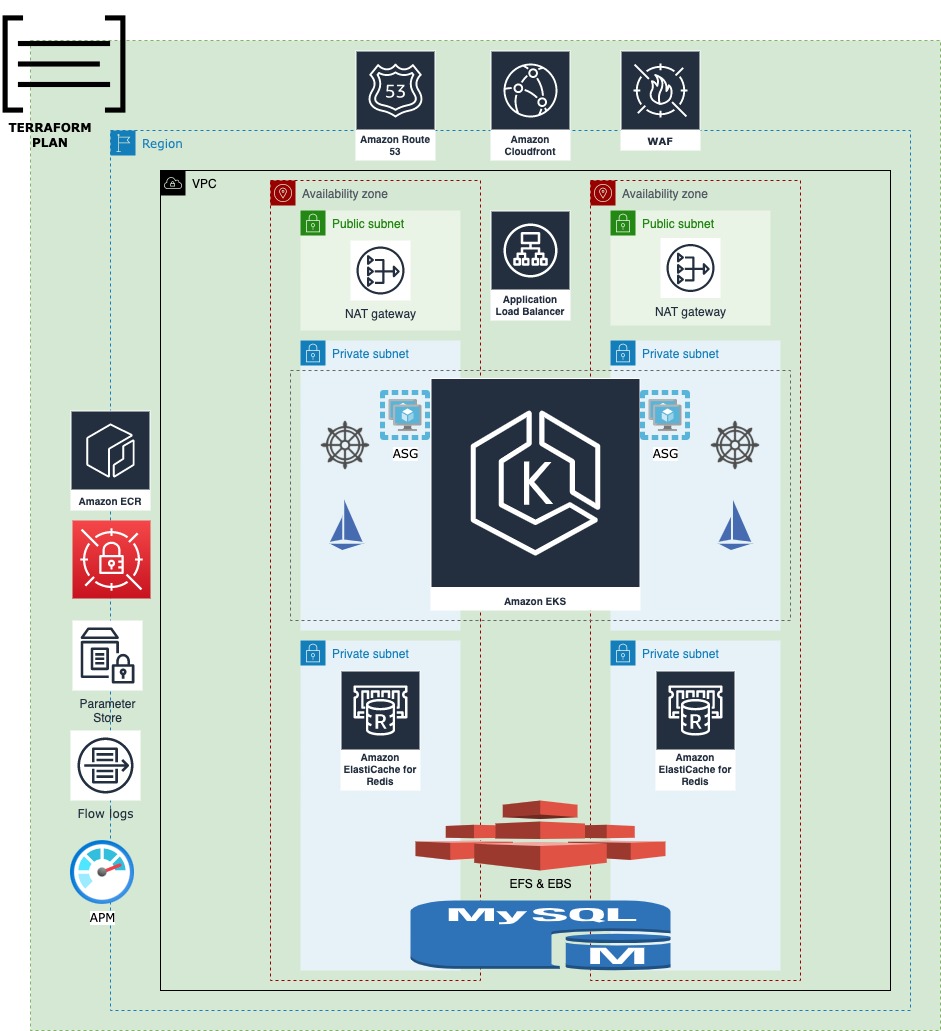 TERRAFORM
PLAN
53
Amazon Route
53
Amazon
Cloudfront
WAF
Region
VPC
Availability zone
Availability zone
Public subnet
NAT gateway
Application
Load Balancer
Public subnet
NAT gateway
Private subnet
Private subnet
ASG
K
Amazon EKS
ASG
Amazon ECR
Parameter
Store
Flow logs
APM
Private subnet
R
Amazon
ElastiCache for
Redis
Private subnet
R
Amazon
ElastiCache for
Redis
EFS & EBS
MySQL
M